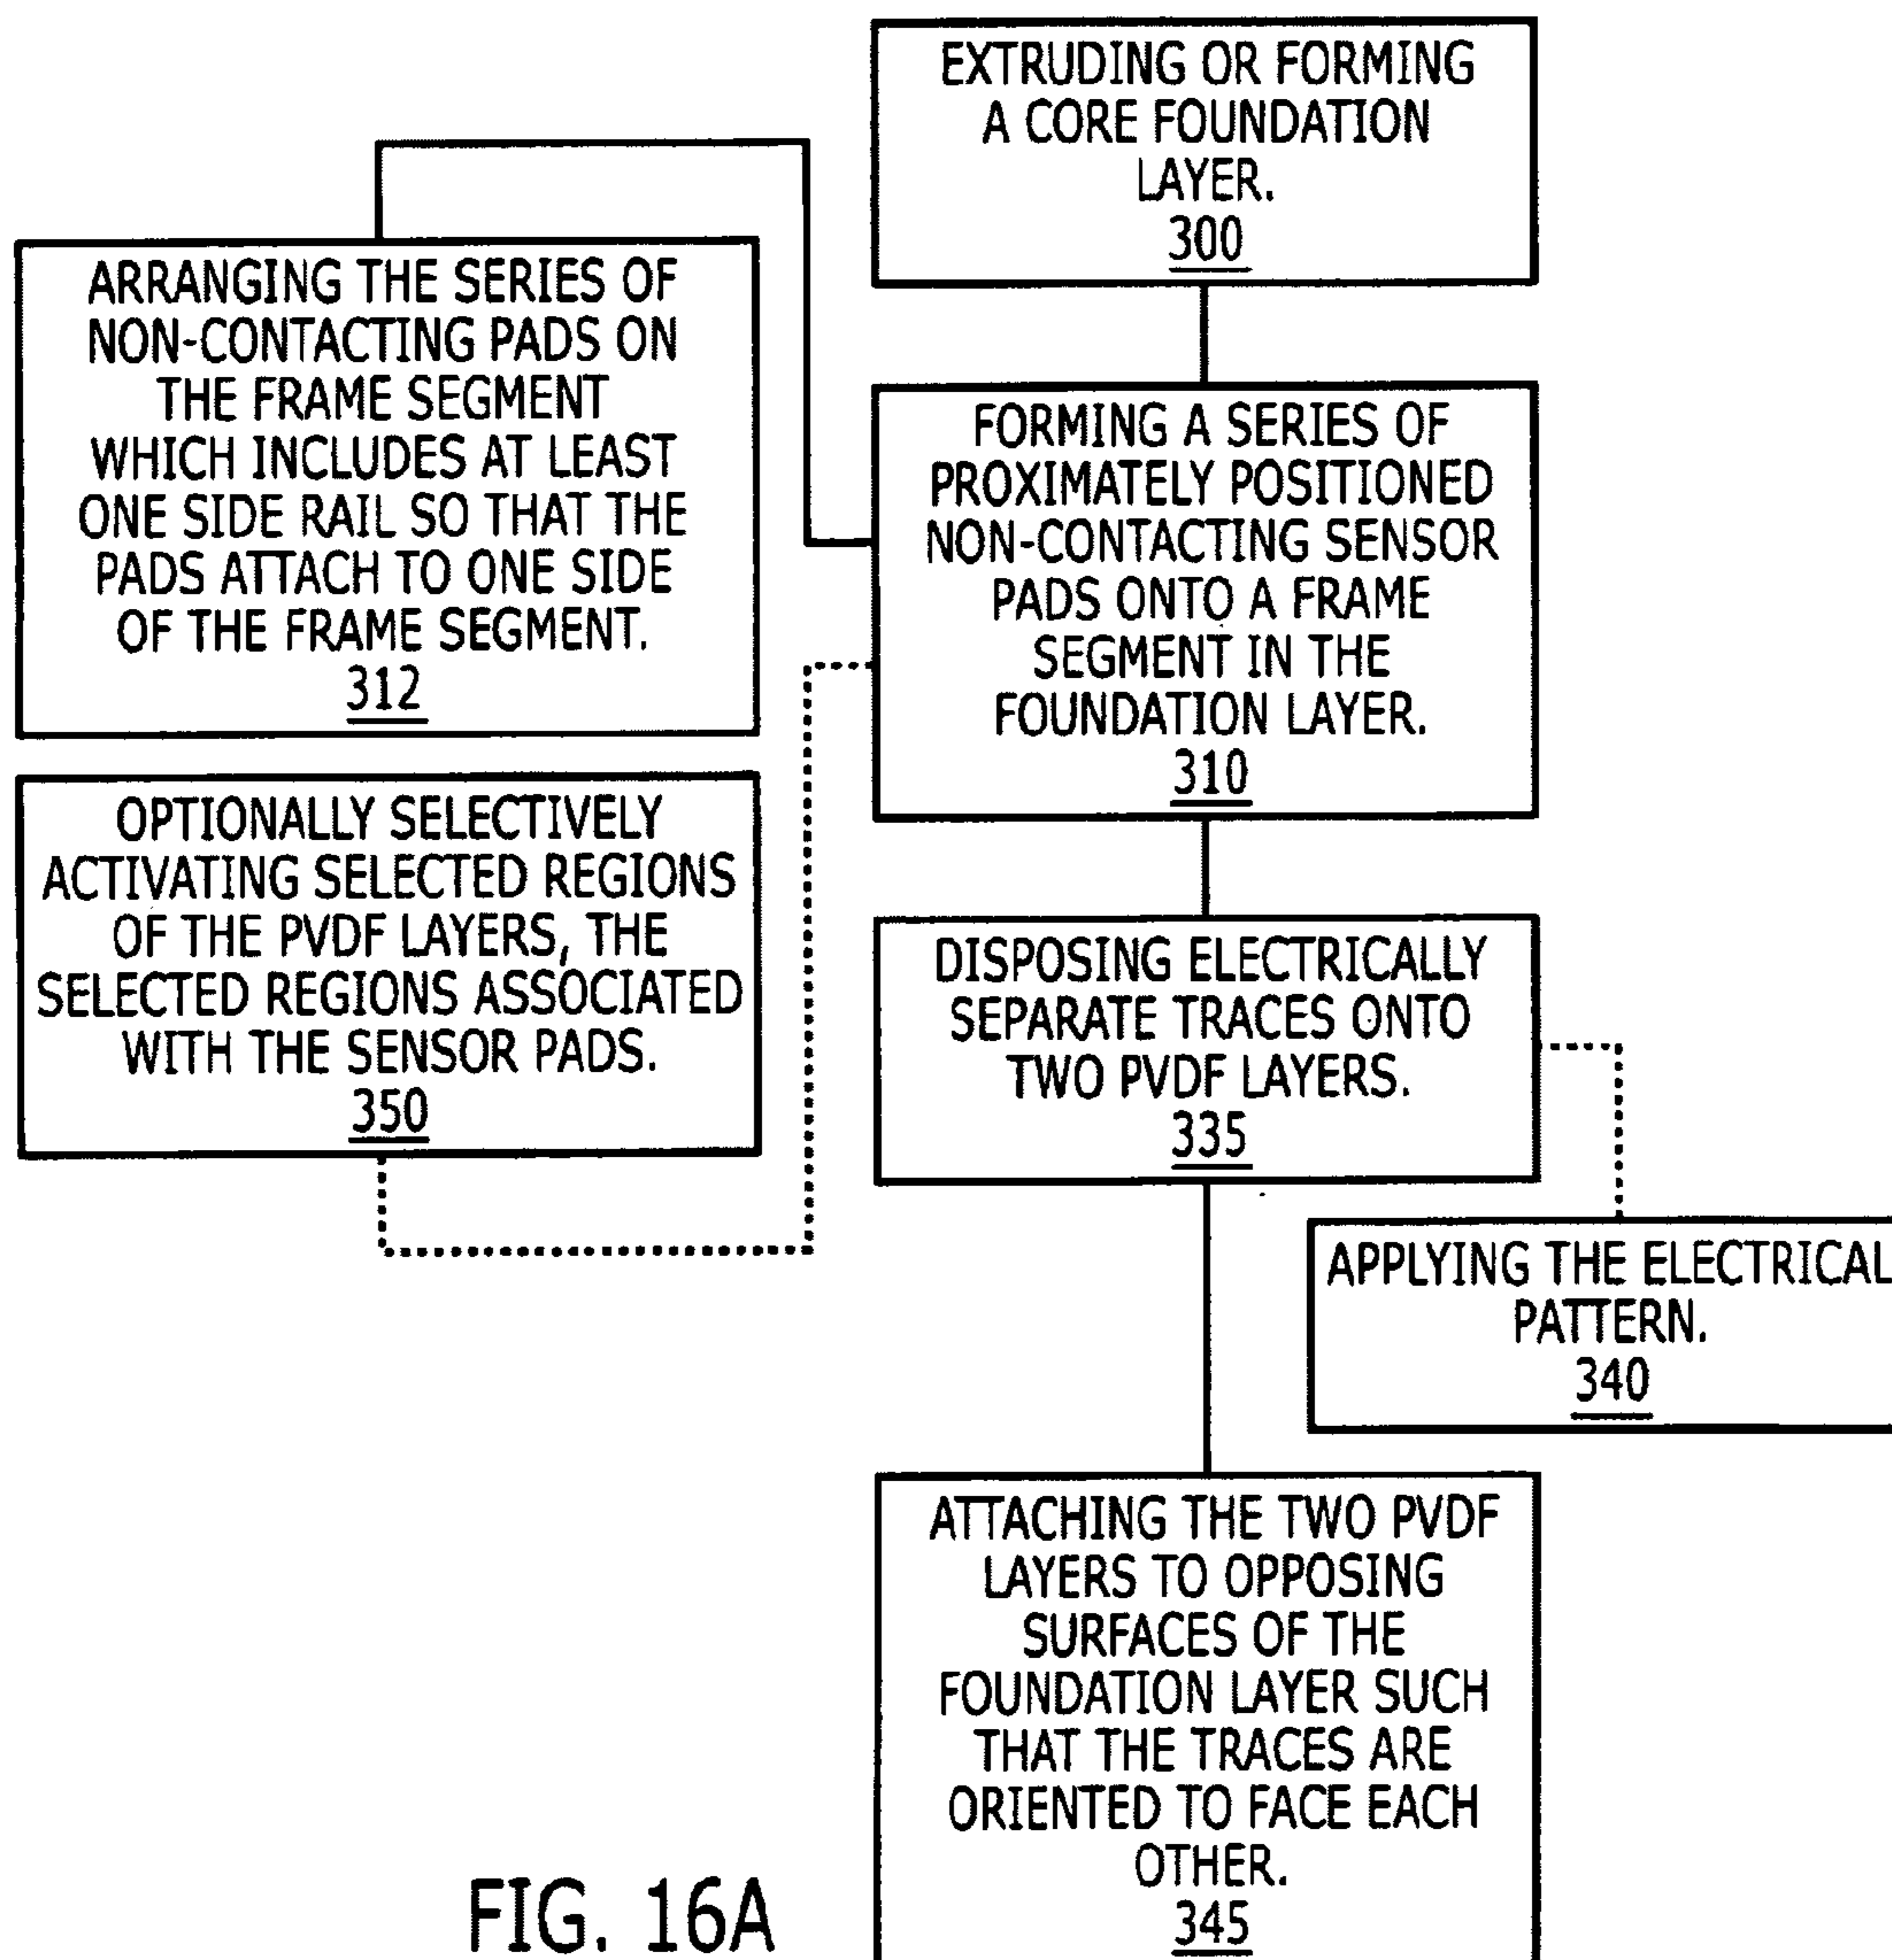 EXTRUDING OR FORMING
A CORE FOUNDATION
LAYER.
300
ARRANGING THE SERIES OF
NON-CONTACTING PADS ON
THE FRAME SEGMENT
WHICH INCLUDES AT LEAST
ONE SIDE RAIL SO THAT THE
PADS ATTACH TO ONE SIDE
OF THE FRAME SEGMENT.
312
FORMING A SERIES OF
PROXIMATELY POSITIONED
NON-CONTACTING SENSOR
PADS ONTO A FRAME
SEGMENT IN THE
FOUNDATION LAYER.
310
OPTIONALLY SELECTIVELY
ACTIVATING SELECTED REGIONS
OF THE PVDF LAYERS, THE
SELECTED REGIONS ASSOCIATED
WITH THE SENSOR PADS.
350
DISPOSING ELECTRICALLY
SEPARATE TRACES ONTO
TWO PVDF LAYERS.
335
APPLYING THE ELECTRICAL
PATTERN.
340
ATTACHING THE TWO PVDF
LAYERS TO OPPOSING
SURFACES OF THE
FOUNDATION LAYER SUCH
THAT THE TRACES ARE
ORIENTED TO FACE EACH
OTHER.
345
FIG. 16A